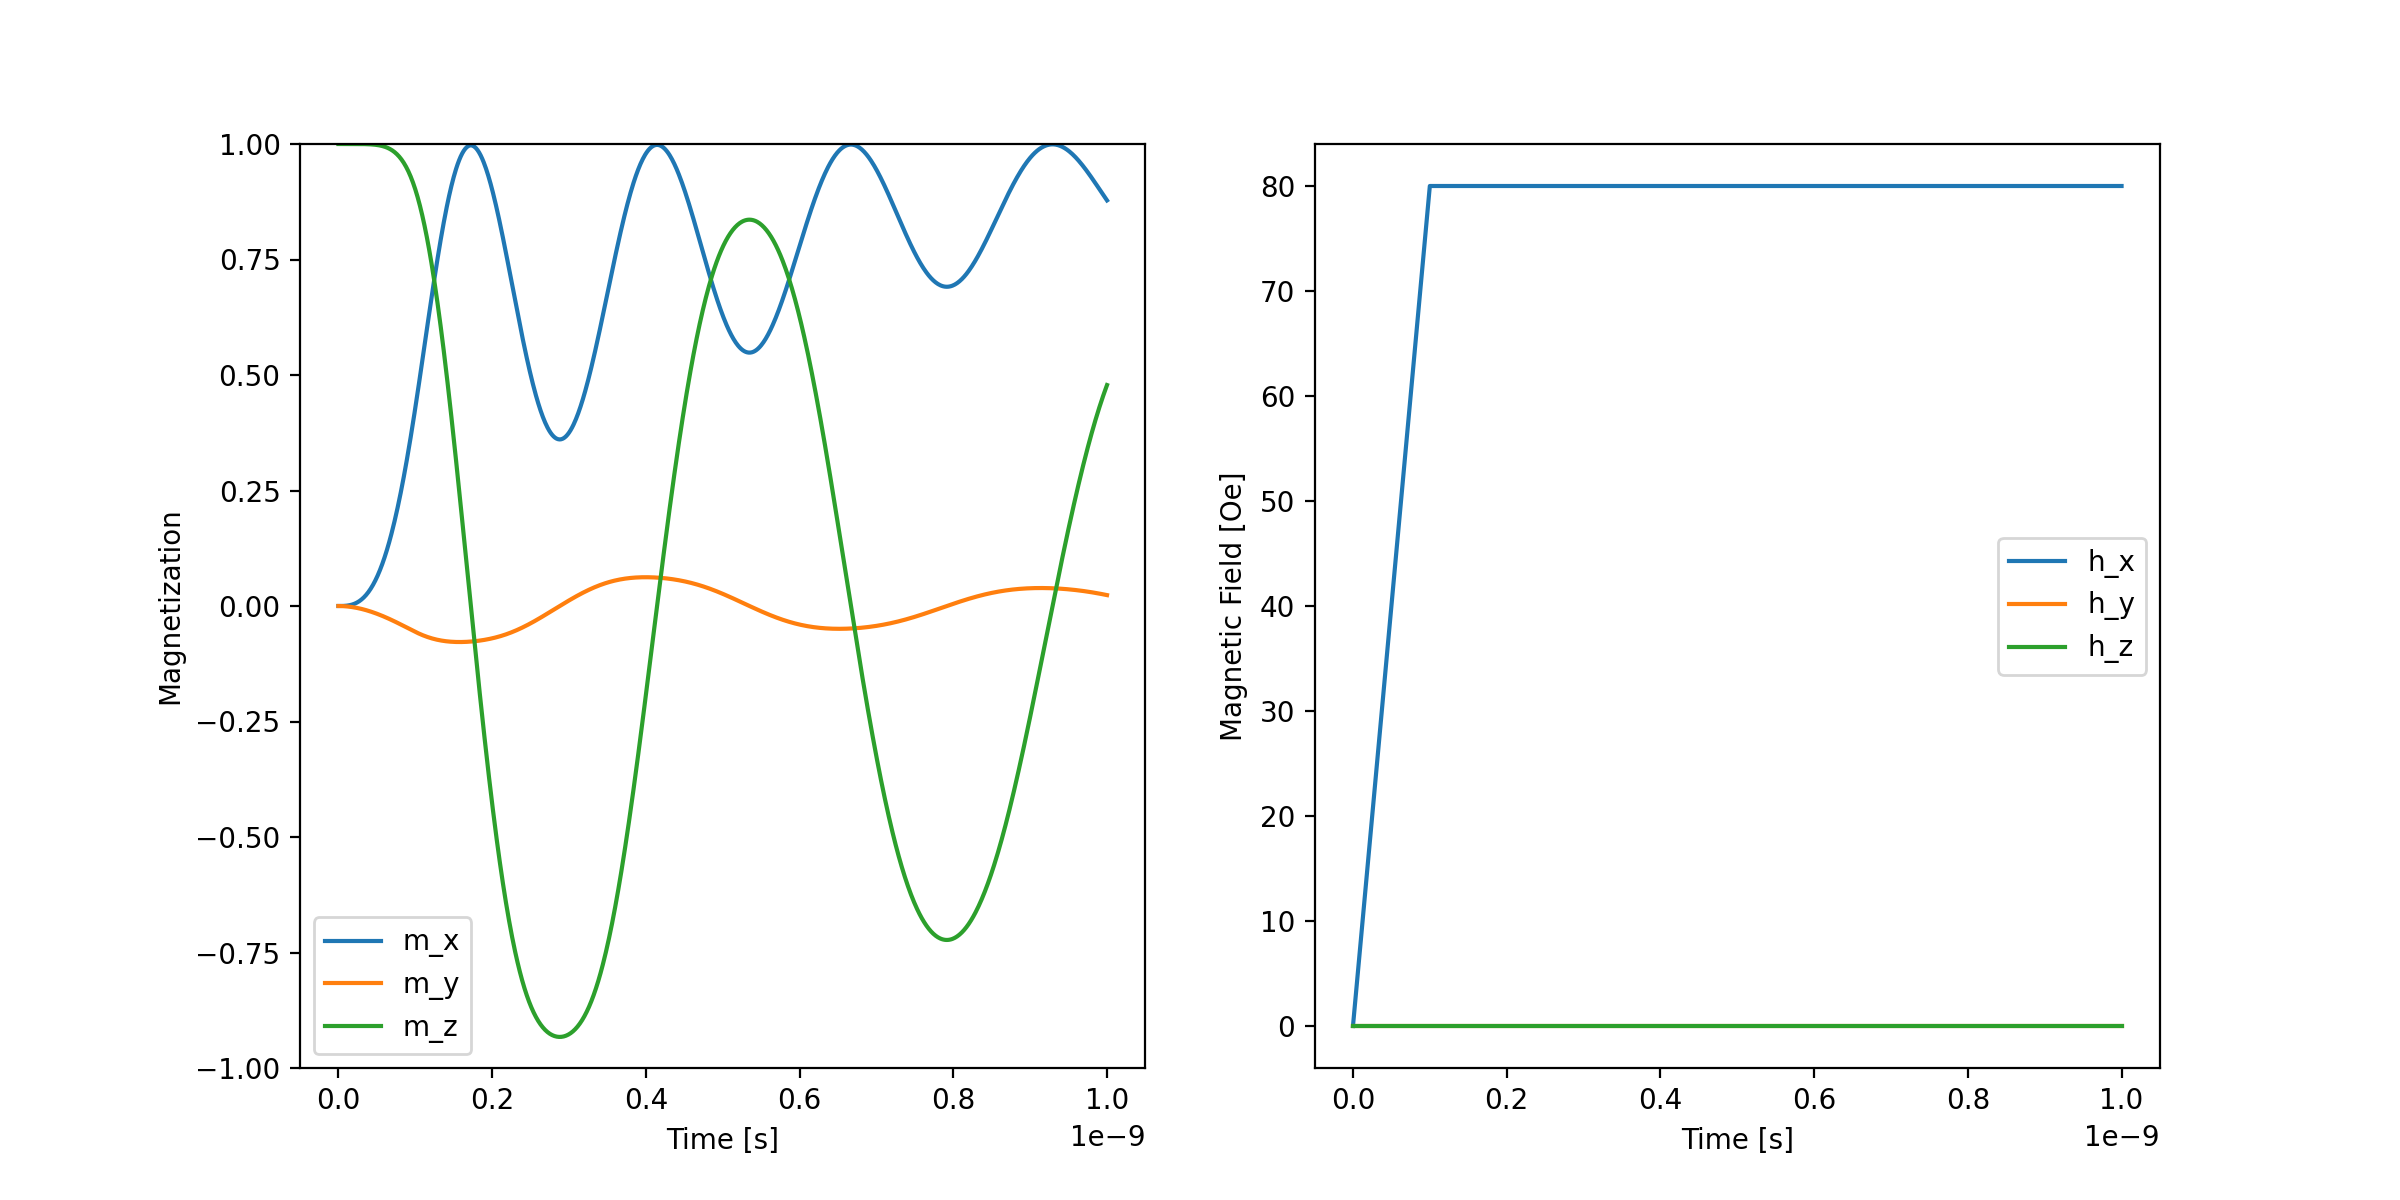 1.00
0.75
0.50
0.25
0.00
−0.25
−0.50
−0.75
−1.00
Magnetization
m_x
m_y
m_z
0.0 0.2 0.4 0.6 0.8 1.0
Time [s]
1e−9
80
70
60
50
40
30
20
10
0
Magnetic Field [Oe]
h_x
h_y
h_z
0.0 0.2 0.4 0.6 0.8 1.0
Time [s]
1e−9